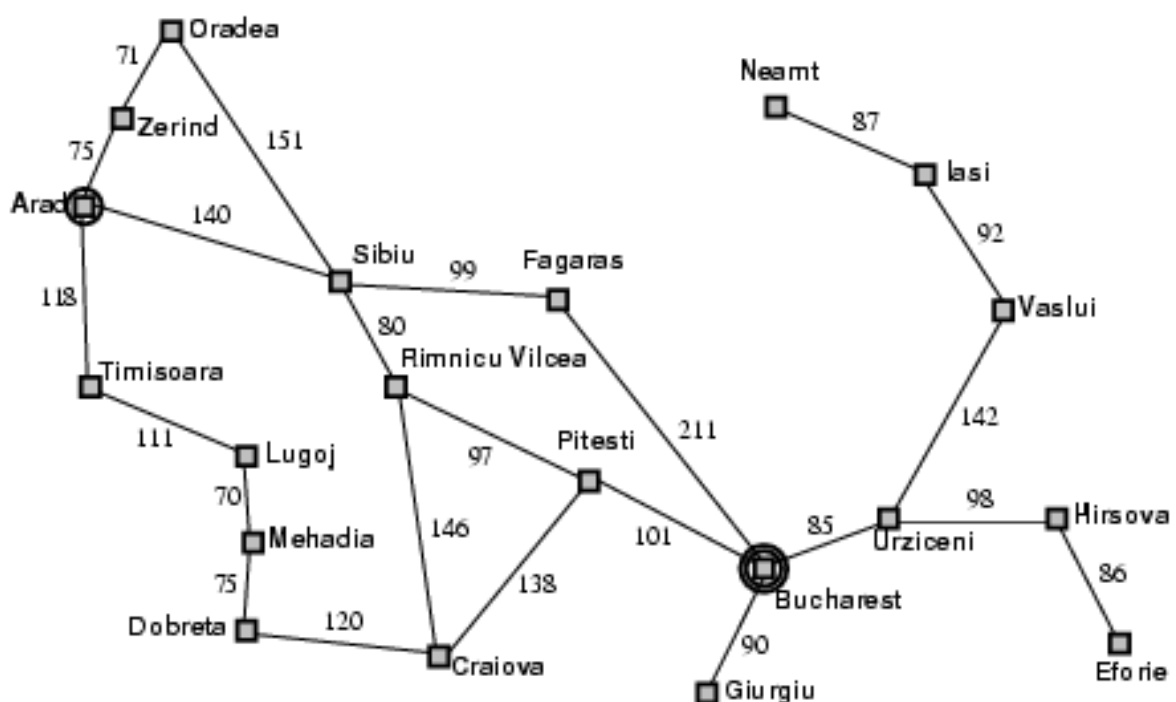 Oradea
71
Neamt
Zerind
87
151
75
Iasi
Arad
140
92
Sibiu
99
Fagaras
118
80
Vaslui
Rimnicu Vilcea
Timisoara
142
111
211
Lugoj
97
Pitesti
70
98
Hirsova
146
85
Urziceni
Mehadia
101
86
75
138
Bucharest
Dobreta
120
90
Craiova
Eforie
Giurgiu